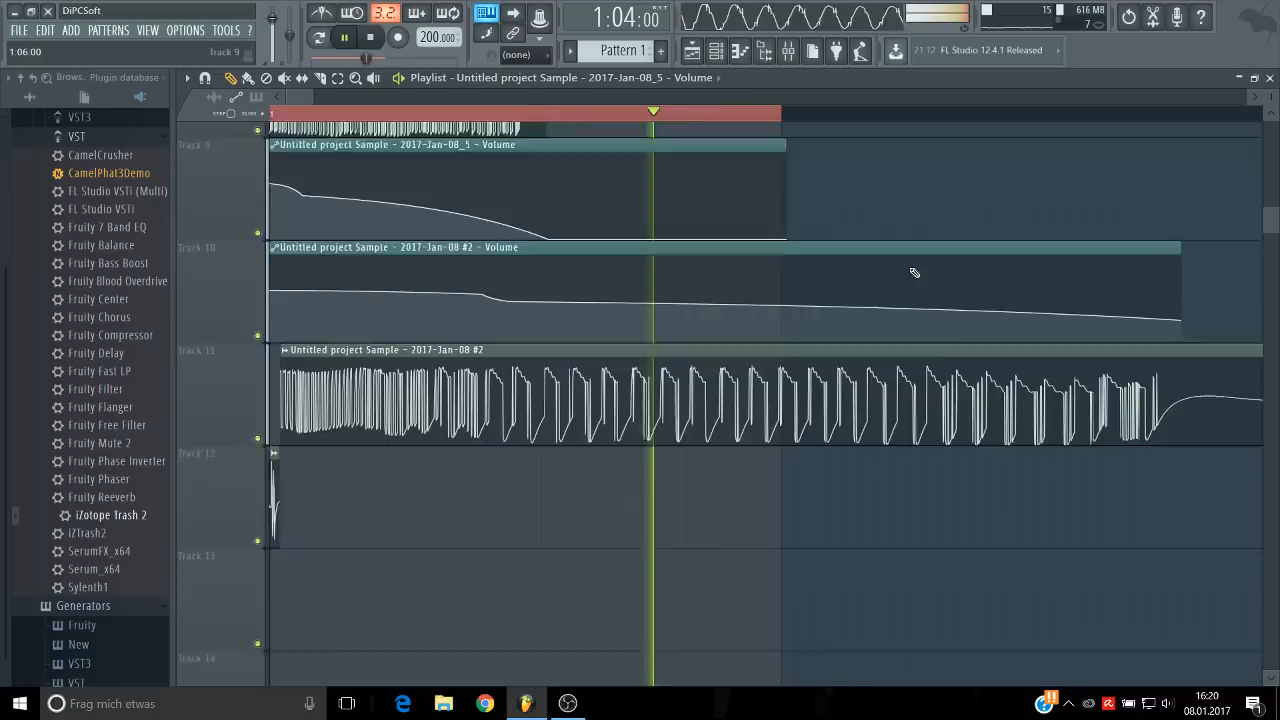 DiPCSoft
FILE EDIT ADD PATTERNS VIEW OPTIONS TOOLS ?
1:06:00 Track 9
3.2
200.000
(none)
1:04:00
B:S:T
Pattern 1
15 616 MB
7
21.12 FL Studio 12.4.1 Released
Brows. Plugin database
Playlist - Untitled project Sample - 2017-Jan-08_5 - Volume
STEP SLIDE
1
VST3
VST
CamelCrusher
CamelPhat3Demo
FL Studio VSTi (Multi)
FL Studio VSTi
Fruity 7 Band EQ
Fruity Balance
Fruity Bass Boost
Fruity Blood Overdrive
Fruity Center
Fruity Chorus
Fruity Compressor
Fruity Delay
Fruity Fast LP
Fruity Filter
Fruity Flanger
Fruity Free Filter
Fruity Mute 2
Fruity Phase Inverter
Fruity Phaser
Fruity Reeverb
iZotope Trash 2
iZTrash2
SerumFX_x64
Serum_x64
Sylenth1
Generators
Fruity
New
VST3
VST
Track 9
Untitled project Sample - 2017-Jan-08_5 - Volume
Track 10
Untitled project Sample - 2017-Jan-08 #2 - Volume
Track 11
Untitled project Sample - 2017-Jan-08 #2
Track 12
Track 13
Track 14
Frag mich etwas
16:20
08.01.2017